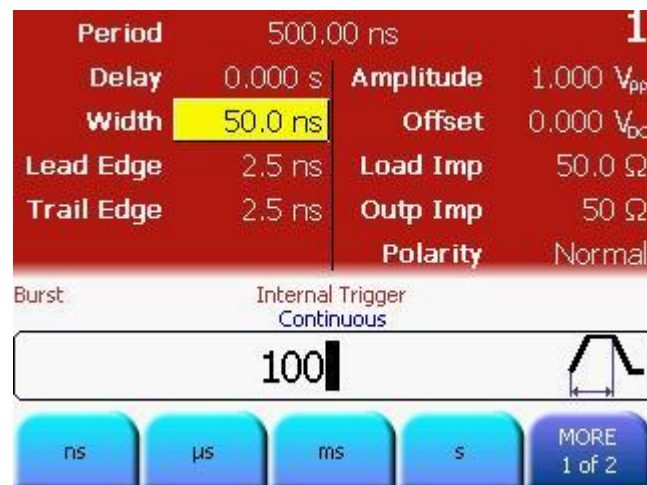 Period 500.00 ns 1
Delay 0.000 s Amplitude 1.000 Vpp
Width 50.0 ns Offset 0.000 VDC
Lead Edge 2.5 ns Load Imp 50.0 Ω
Trail Edge 2.5 ns Outp Imp 50 Ω
Polarity Normal
Burst Internal Trigger
Continuous
100
ns µs ms s MORE
1 of 2